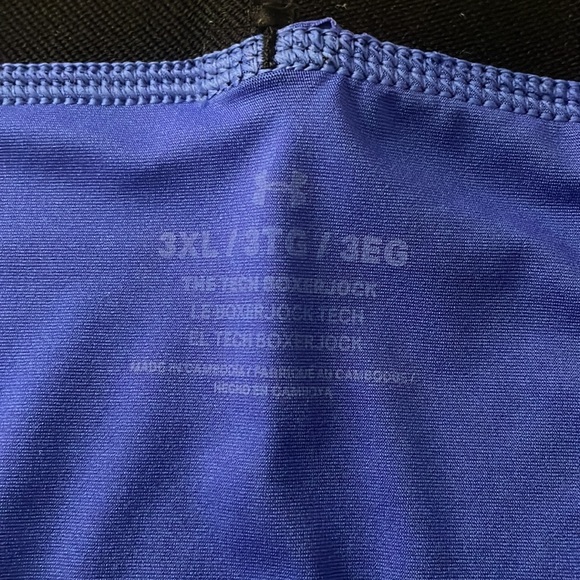 3XL / 3TG / 3EG
THE TECH BOXERJOCK
LE BOXERJOCK TECH
EL TECH BOXERJOCK
MADE IN CAMBODIA / FABRIQUÉ AU CAMBODGE /
HECHO EN CAMBOYA